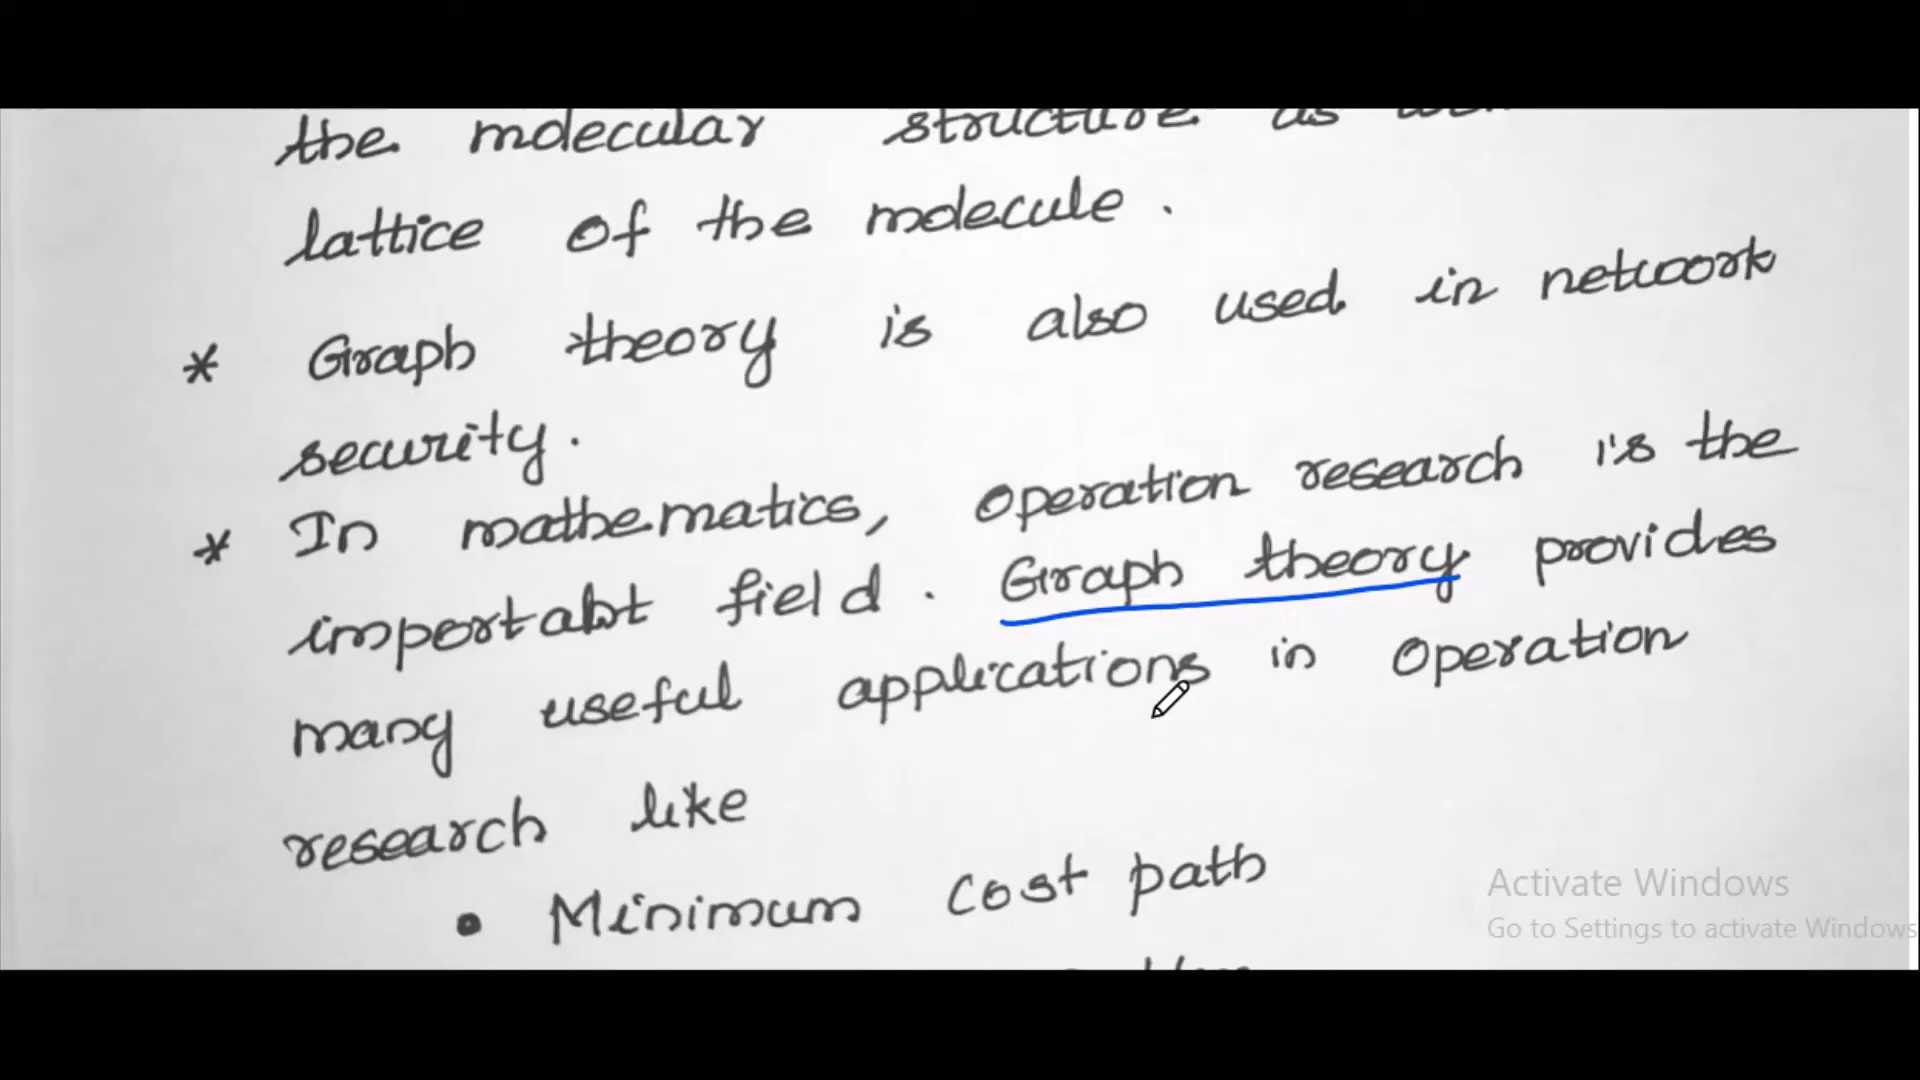 the molecular structure as
lattice of the molecule.
* Graph theory is also used in network
security.
* In mathematics, operation research is the
important field. Graph theory provides
many useful applications in operation
research like
• Minimum cost path
Activate Windows
Go to Settings to activate Windows